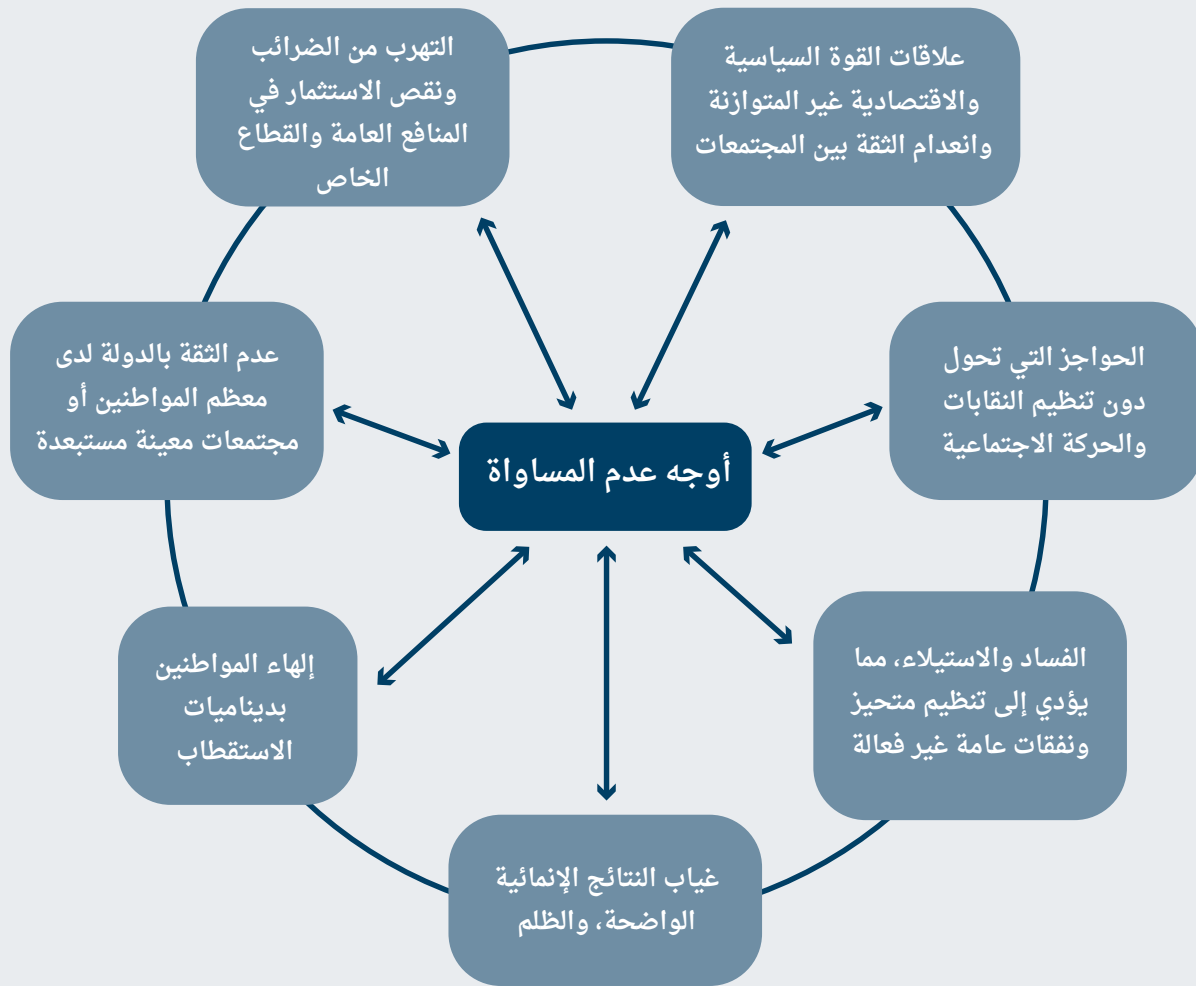 علاقات القوة السياسية
والاقتصادية غير المتوازنة
وانعدام الثقة بين المجتمعات
التهرب من الضرائب
ونقص الاستثمار في
المنافع العامة والقطاع
الخاص
الحواجز التي تحول
دون تنظيم النقابات
والحركة الاجتماعية
عدم الثقة بالدولة لدى
معظم المواطنين أو
مجتمعات معينة مستبعدة
أوجه عدم المساواة
الفساد والاستيلاء، مما
يؤدي إلى تنظيم متحيز
ونفقات عامة غير فعالة
إلهاء المواطنين
بديناميات
الاستقطاب
غياب النتائج الإنمائية
الواضحة، والظلم